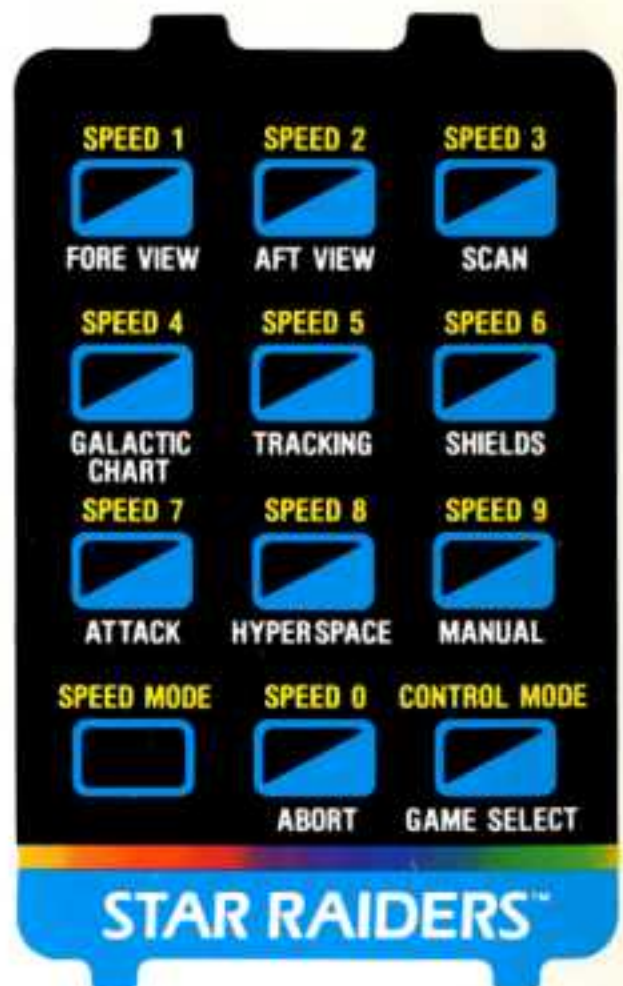 SPEED 1 SPEED 2 SPEED 3
FORE VIEW AFT VIEW SCAN
SPEED 4 SPEED 5 SPEED 6
GALACTIC TRACKING SHIELDS
CHART
SPEED 7 SPEED 8 SPEED 9
ATTACK HYPERSPACE MANUAL
SPEED MODE SPEED 0 CONTROL MODE
ABORT GAME SELECT
STAR RAIDERS™